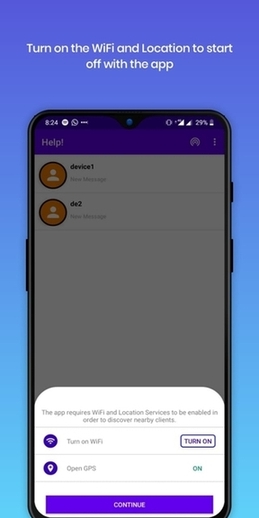 Turn on the WiFi and Location to start
off with the app
8:24
29%
Help!
device1
New Message
de2
New Message
The app requires WiFi and Location Services to be enabled in
order to discover nearby clients.
Turn on WiFi
TURN ON
Open GPS
ON
CONTINUE